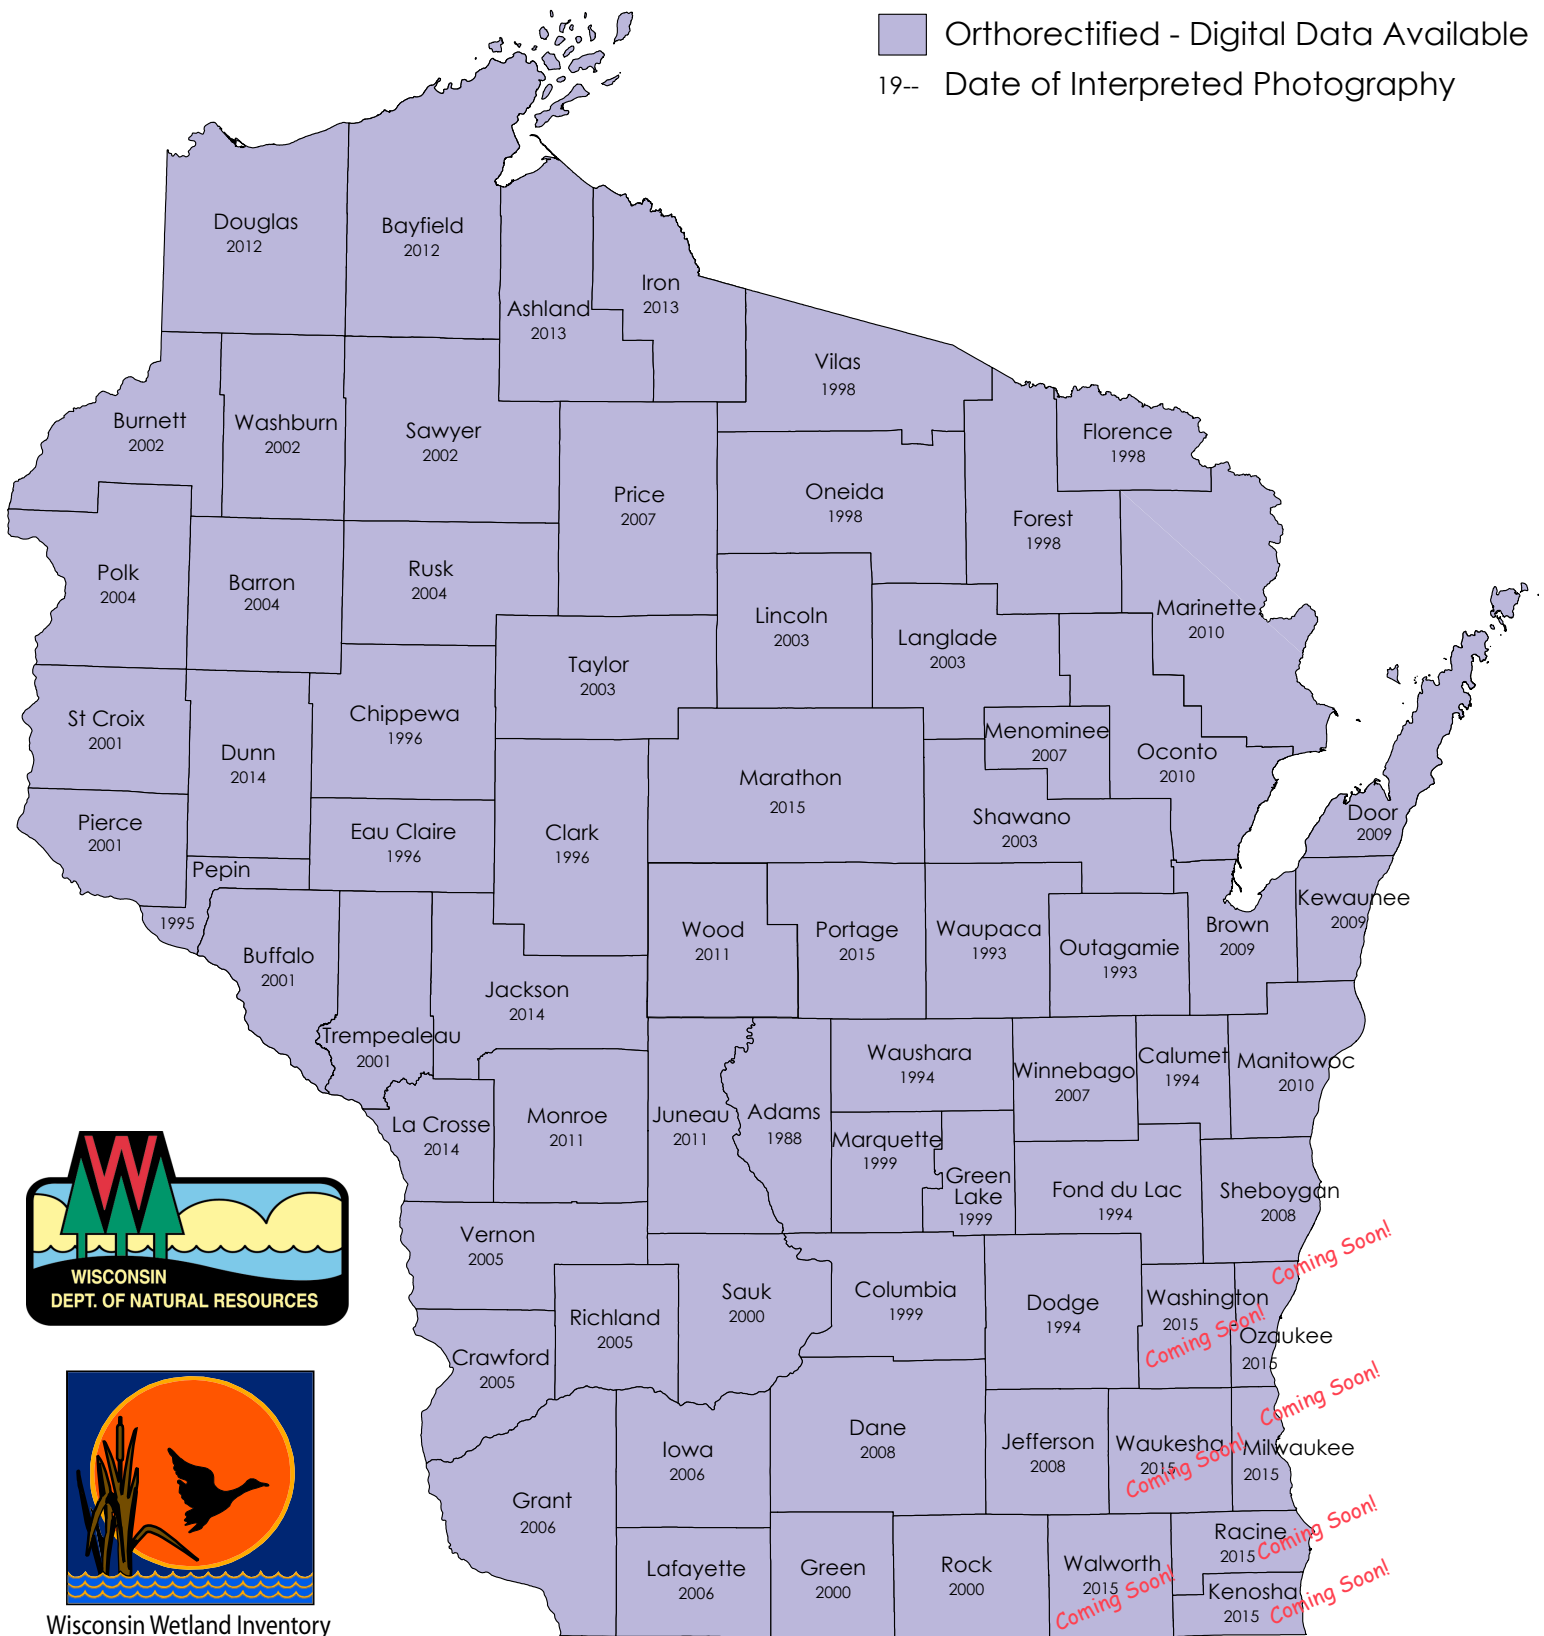 Orthorectified - Digital Data Available
19-- Date of Interpreted Photography
Douglas
2012
Bayfield
2012
Ashland
2013
Iron
2013
Vilas
1998
Burnett
2002
Washburn
2002
Sawyer
2002
Price
2007
Oneida
1998
Forest
1998
Florence
1998
Polk
2004
Barron
2004
Rusk
2004
Taylor
2003
Lincoln
2003
Langlade
2003
Marinette
2010
St Croix
2001
Dunn
2014
Chippewa
1996
Marathon
2015
Menominee
2007
Oconto
2010
Shawano
2003
Door
2009
Pierce
2001
Pepin
1995
Eau Claire
1996
Clark
1996
Wood
2011
Portage
2015
Waupaca
1993
Outagamie
1993
Brown
2009
Kewaunee
2009
Buffalo
2001
Trempealeau
2001
Jackson
2014
Waushara
1994
Winnebago
2007
Calumet
1994
Manitowoc
2010
La Crosse
2014
Monroe
2011
Juneau
2011
Adams
1988
Marquette
1999
Green
Lake
1999
Fond du Lac
1994
Sheboygan
2008
Vernon
2005
Richland
2005
Sauk
2000
Columbia
1999
Dodge
1994
Washington
2015
Coming Soon!
Ozaukee
2015
Coming Soon!
Crawford
2005
Grant
2006
Iowa
2006
Dane
2008
Jefferson
2008
Waukesha
2015
Coming Soon!
Milwaukee
2015
Coming Soon!
Lafayette
2006
Green
2000
Rock
2000
Walworth
2015
Coming Soon!
Racine
2015
Coming Soon!
Kenosha
2015
Coming Soon!
W
WISCONSIN
DEPT. OF NATURAL RESOURCES
Wisconsin Wetland Inventory